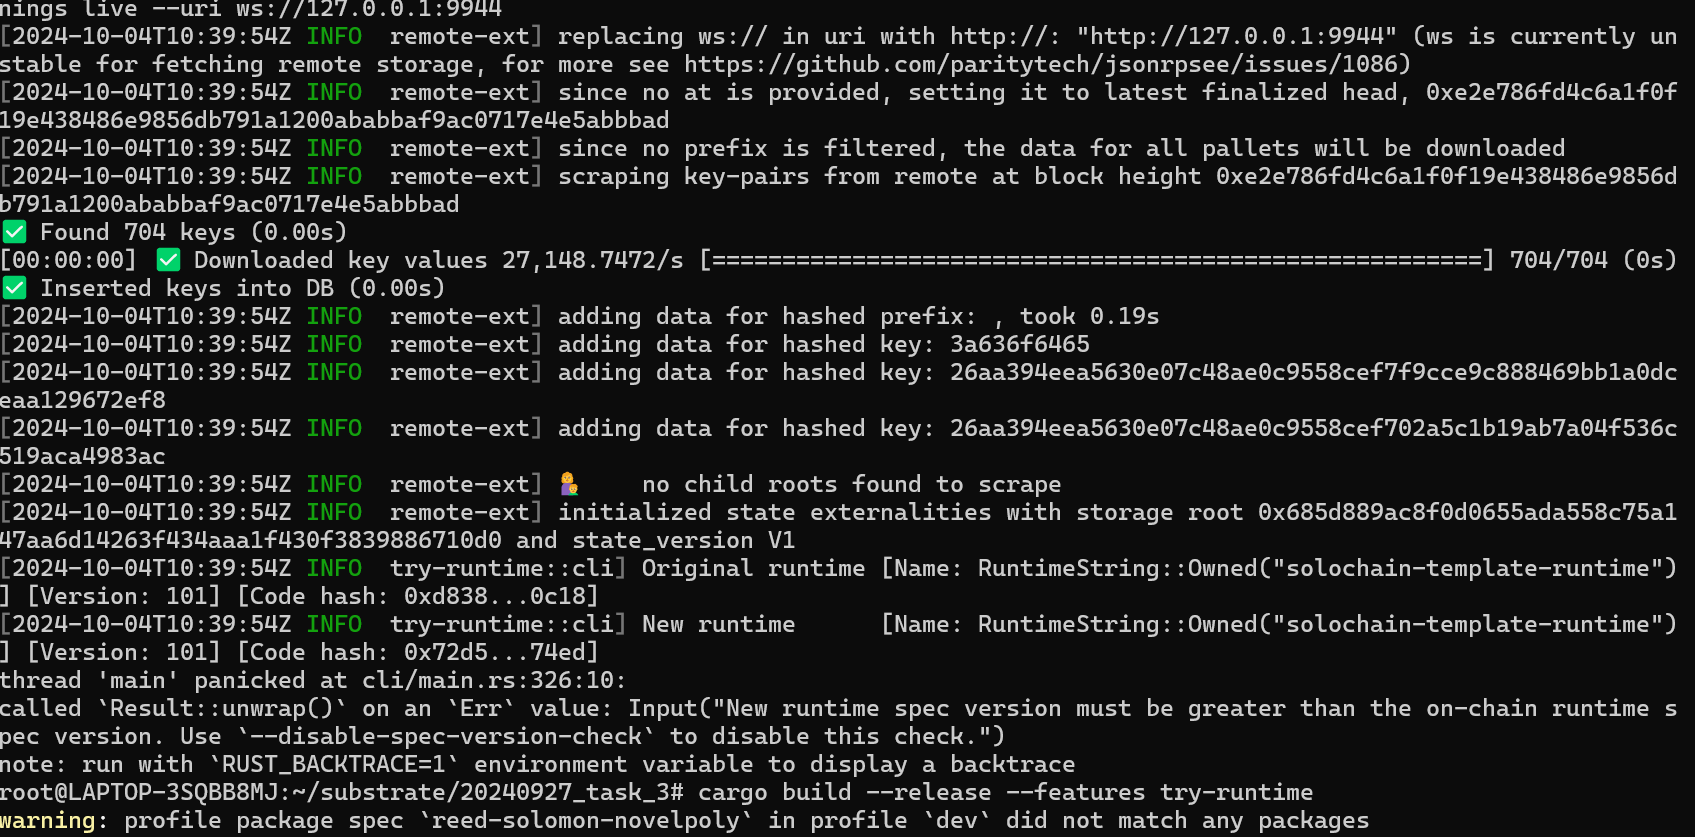 nings live --uri ws://127.0.0.1:9944
[2024-10-04T10:39:54Z INFO  remote-ext] replacing ws:// in uri with http://: "http://127.0.0.1:9944" (ws is currently un
stable for fetching remote storage, for more see https://github.com/paritytech/jsonrpsee/issues/1086)
[2024-10-04T10:39:54Z INFO  remote-ext] since no at is provided, setting it to latest finalized head, 0xe2e786fd4c6a1f0f
19e438486e9856db791a1200ababbaf9ac0717e4e5abbbad
[2024-10-04T10:39:54Z INFO  remote-ext] since no prefix is filtered, the data for all pallets will be downloaded
[2024-10-04T10:39:54Z INFO  remote-ext] scraping key-pairs from remote at block height 0xe2e786fd4c6a1f0f19e438486e9856d
b791a1200ababbaf9ac0717e4e5abbbad
✅ Found 704 keys (0.00s)
[00:00:00] ✅ Downloaded key values 27,148.7472/s [=======================================================] 704/704 (0s)
✅ Inserted keys into DB (0.00s)
[2024-10-04T10:39:54Z INFO  remote-ext] adding data for hashed prefix: , took 0.19s
[2024-10-04T10:39:54Z INFO  remote-ext] adding data for hashed key: 3a636f6465
[2024-10-04T10:39:54Z INFO  remote-ext] adding data for hashed key: 26aa394eea5630e07c48ae0c9558cef7f9cce9c888469bb1a0dc
eaa129672ef8
[2024-10-04T10:39:54Z INFO  remote-ext] adding data for hashed key: 26aa394eea5630e07c48ae0c9558cef702a5c1b19ab7a04f536c
519aca4983ac
[2024-10-04T10:39:54Z INFO  remote-ext] 👩‍👦 no child roots found to scrape
[2024-10-04T10:39:54Z INFO  remote-ext] initialized state externalities with storage root 0x685d889ac8f0d0655ada558c75a1
47aa6d14263f434aaa1f430f3839886710d0 and state_version V1
[2024-10-04T10:39:54Z INFO  try-runtime::cli] Original runtime [Name: RuntimeString::Owned("solochain-template-runtime")
] [Version: 101] [Code hash: 0xd838...0c18]
[2024-10-04T10:39:54Z INFO  try-runtime::cli] New runtime      [Name: RuntimeString::Owned("solochain-template-runtime")
] [Version: 101] [Code hash: 0x72d5...74ed]
thread 'main' panicked at cli/main.rs:326:10:
called `Result::unwrap()` on an `Err` value: Input("New runtime spec version must be greater than the on-chain runtime s
pec version. Use `--disable-spec-version-check` to disable this check.")
note: run with `RUST_BACKTRACE=1` environment variable to display a backtrace
root@LAPTOP-3SQBB8MJ:~/substrate/20240927_task_3# cargo build --release --features try-runtime
warning: profile package spec `reed-solomon-novelpoly` in profile `dev` did not match any packages